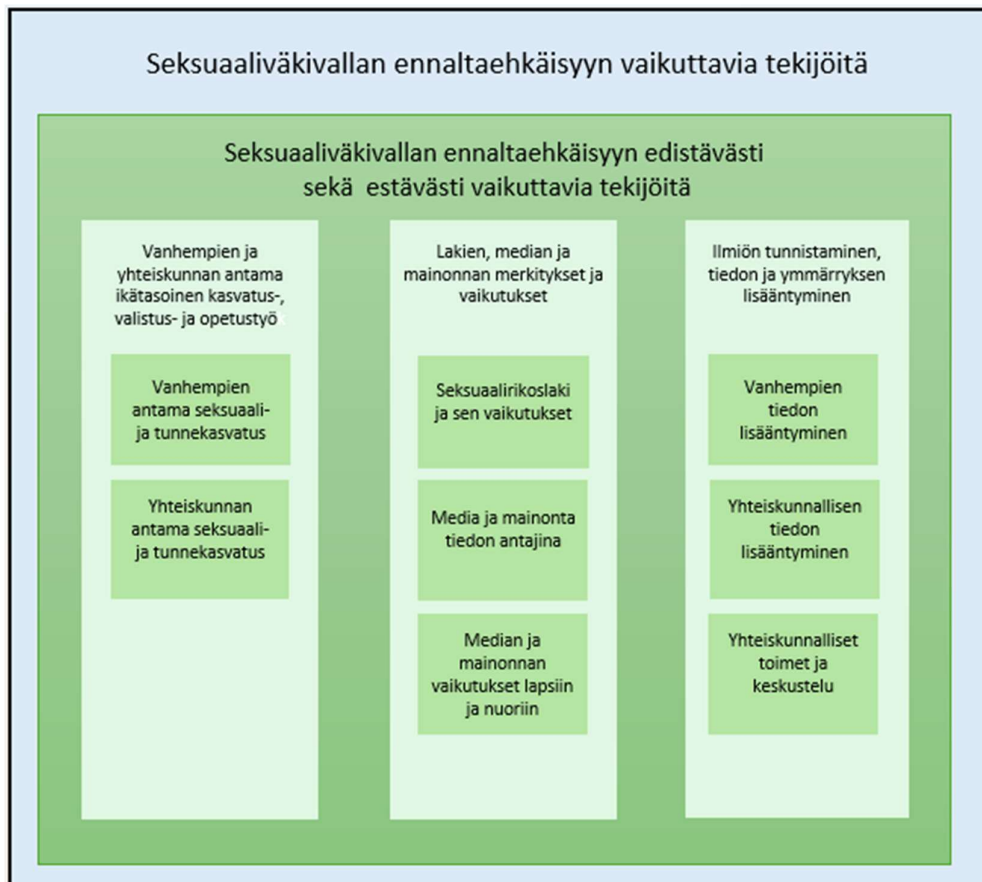 Seksuaaliväkivallan ennaltaehkäisyyn vaikuttavia tekijöitä
Seksuaaliväkivallan ennaltaehkäisyyn edistävästi
sekä estävästi vaikuttavia tekijöitä
Vanhempien ja
yhteiskunnan antama
ikätasoinen kasvatus-,
valistus- ja opetustyö
Vanhempien
antama seksuaali-
ja tunnekasvatus
Yhteiskunnan
antama seksuaali-
ja tunnekasvatus
Lakien, median ja
mainonnan merkitykset ja
vaikutukset
Seksuaalirikoslaki
ja sen vaikutukset
Media ja mainonta
tiedon antajina
Median ja
mainonnan
vaikutukset lapsiin
ja nuoriin
Ilmiön tunnistaminen,
tiedon ja ymmärryksen
lisääntyminen
Vanhempien
tiedon
lisääntyminen
Yhteiskunnallisen
tiedon
lisääntyminen
Yhteiskunnalliset
toimet ja
keskustelu